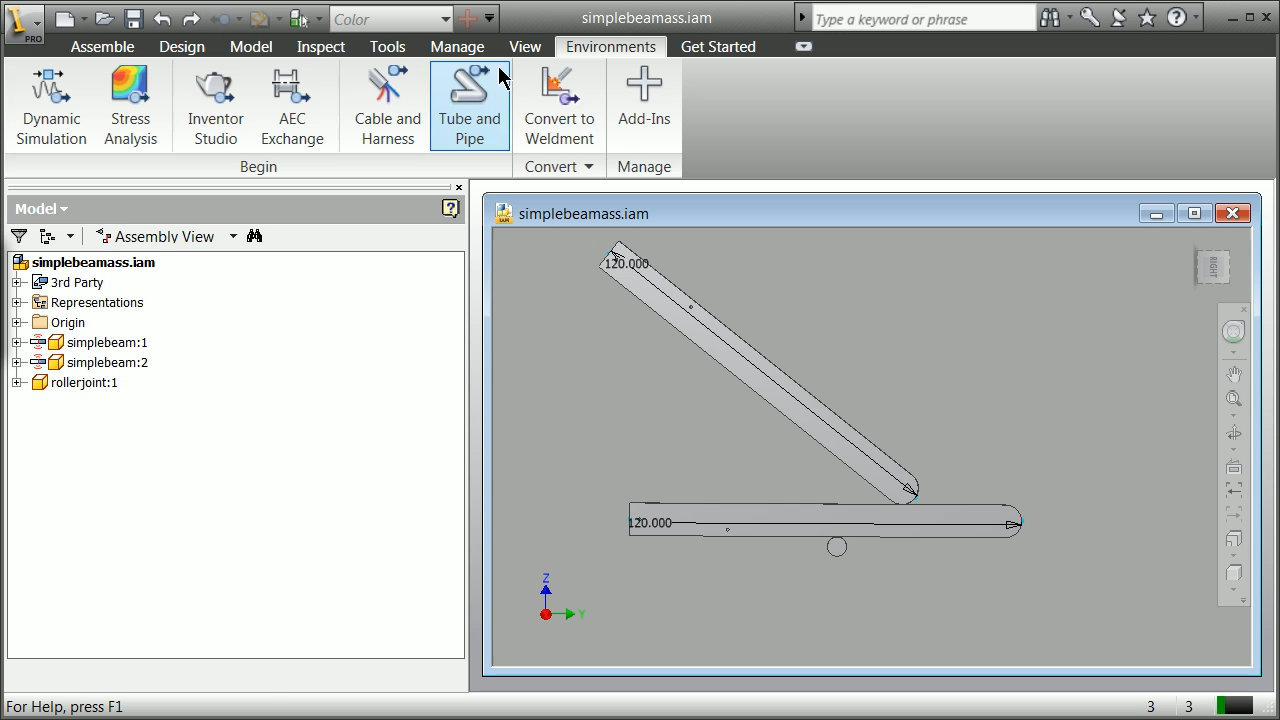 Color
simplebeamass.iam
Type a keyword or phrase
PRO
Assemble Design Model Inspect Tools Manage View Environments Get Started
Dynamic Simulation
Stress Analysis
Inventor Studio
AEC Exchange
Cable and Harness
Tube and Pipe
Convert to Weldment
Add-Ins
Begin
Convert
Manage
Model
Assembly View
simplebeamass.iam
3rd Party
Representations
Origin
simplebeam:1
simplebeam:2
rollerjoint:1
simplebeamass.iam
120.000
RIGHT
120.000
Z
Y
For Help, press F1
3 3